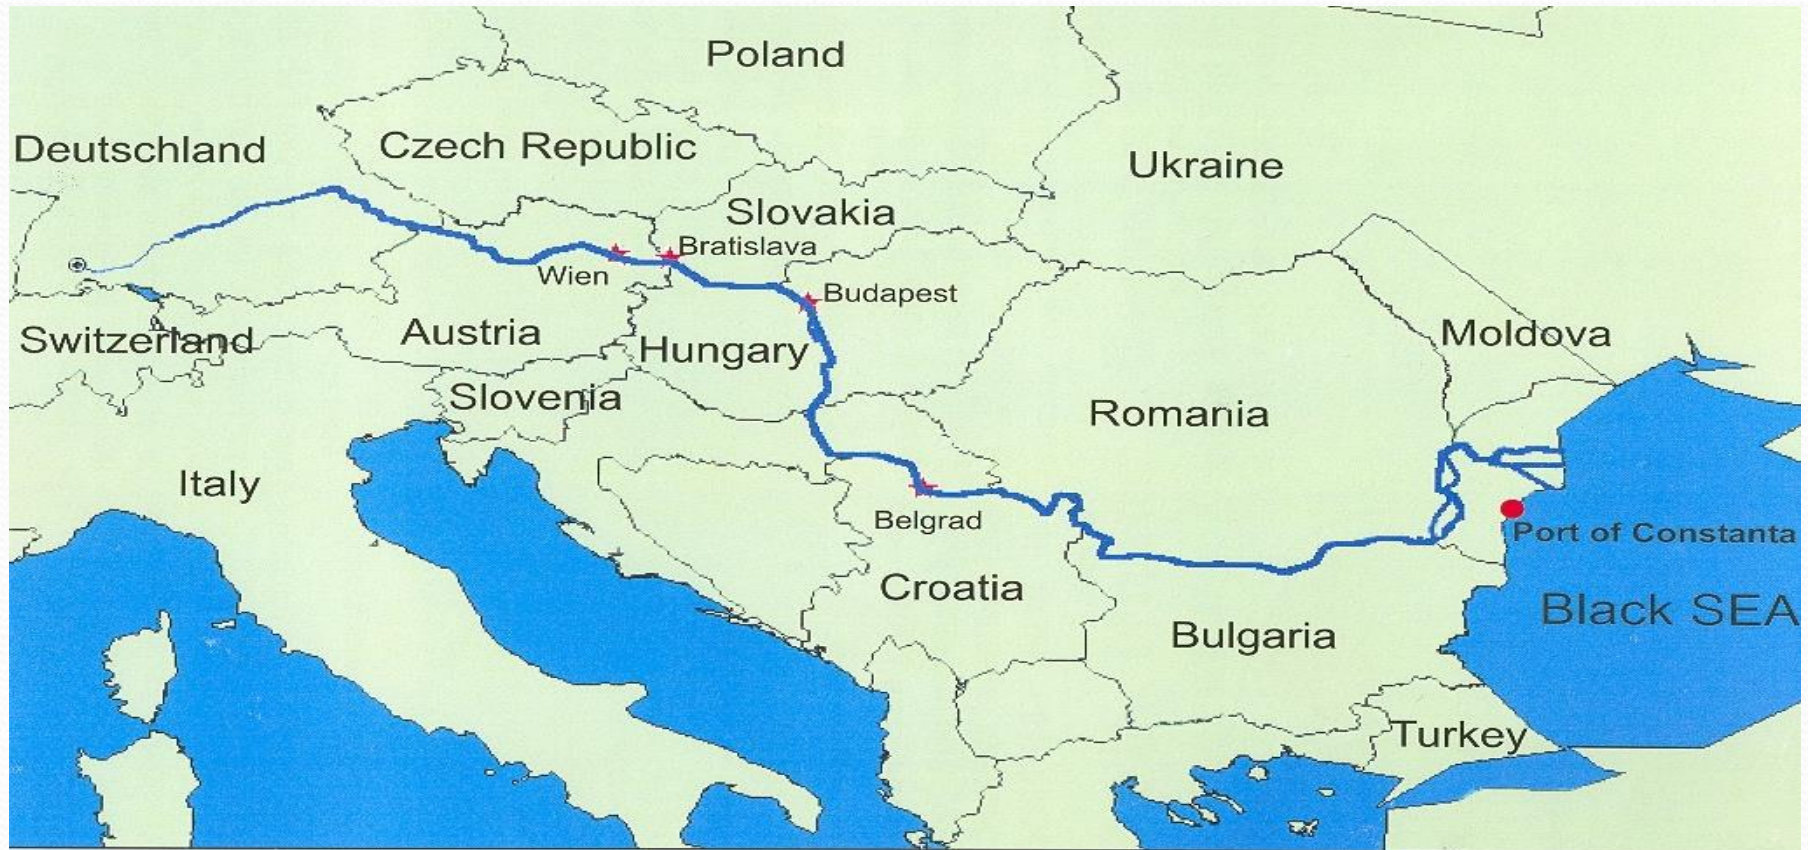 Poland
Deutschland
Czech Republic
Ukraine
Slovakia
Bratislava
Wien
Budapest
Switzerland
Austria
Hungary
Moldova
Slovenia
Romania
Italy
Belgrad
Port of Constanta
Croatia
Black SEA
Bulgaria
Turkey